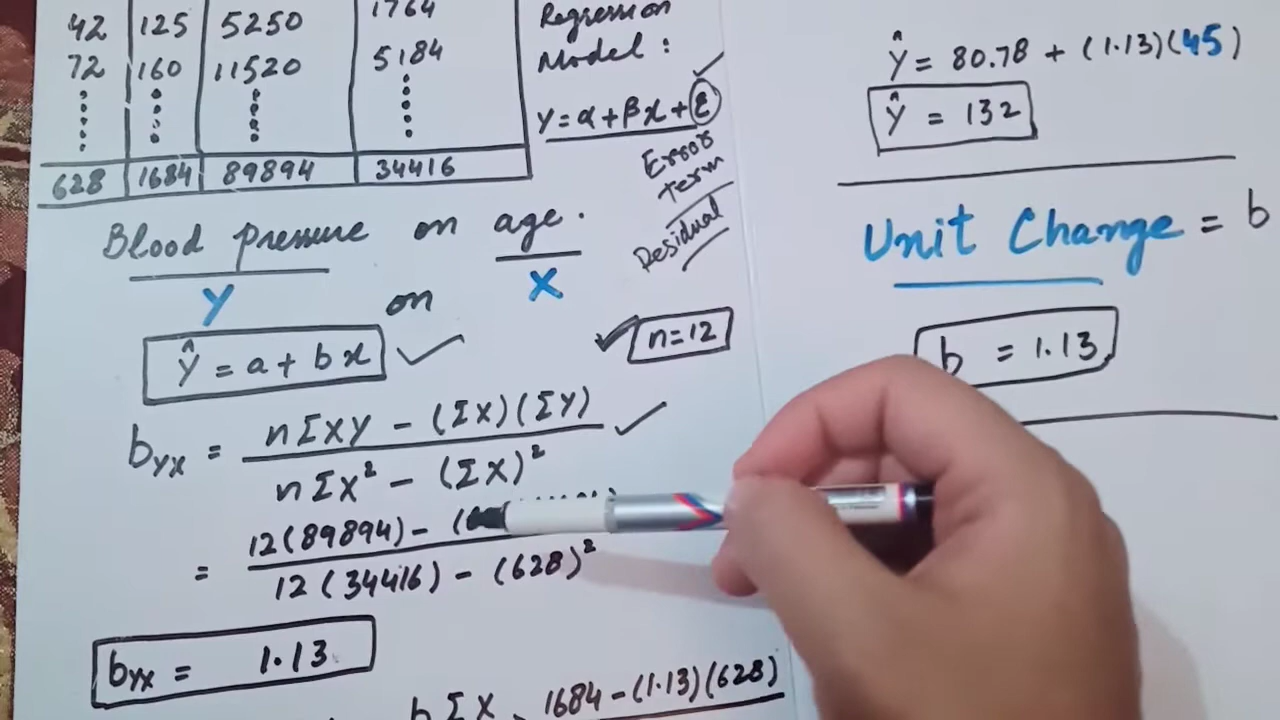 42 125 5250 1764
72 160 11520 5184
628 1684 89894 34416
Regression
Model:
Y = α + βx + ε
Error
term
Residual
Blood pressure on age.
Y on X
Ŷ = a + bx
n=12
bYX = nΣXY - (ΣX)(ΣY)
nΣX² - (ΣX)²
= 12(89894) - (
12(34416) - (628)²
bYX = 1.13
bΣX 1684 - (1.13)(628)
Ŷ = 80.78 + (1.13)(45)
Ŷ = 132
Unit Change = b
b = 1.13